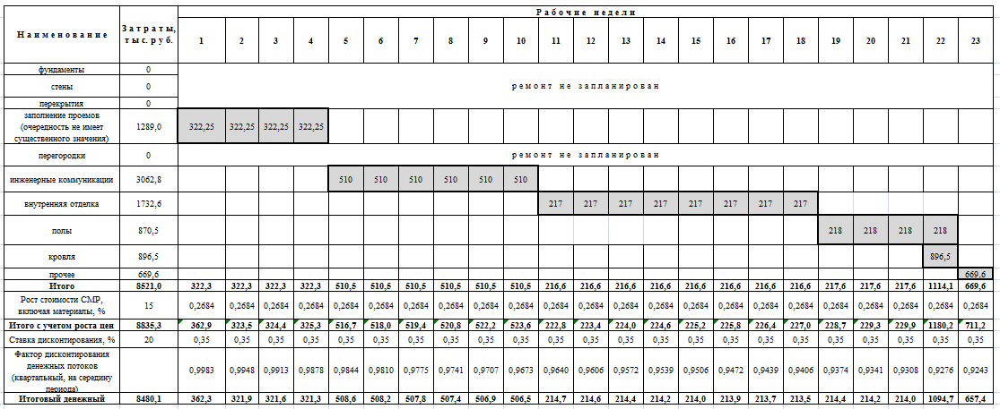 Наименование Затраты, тыс. руб. Рабочие недели
1 2 3 4 5 6 7 8 9 10 11 12 13 14 15 16 17 18 19 20 21 22 23
фундаменты 0
стены 0 ремонт не запланирован
перекрытия 0
заполнение проемов
(очередность не имеет 1289,0 322,25 322,25 322,25 322,25
существенного значения)
перегородки 0 ремонт не запланирован
инженерные коммуникации 3062,8 510 510 510 510 510 510
внутренняя отделка 1732,6 217 217 217 217 217 217 217 217
полы 870,5 218 218 218 218
кровля 896,5 896,5
прочее 669,6 669,6
Итого 8521,0 322,3 322,3 322,3 322,3 510,5 510,5 510,5 510,5 510,5 510,5 216,6 216,6 216,6 216,6 216,6 216,6 216,6 216,6 217,6 217,6 217,6 1114,1 669,6
Рост стоимости СМР,
включая материалы, % 15 0,2684 0,2684 0,2684 0,2684 0,2684 0,2684 0,2684 0,2684 0,2684 0,2684 0,2684 0,2684 0,2684 0,2684 0,2684 0,2684 0,2684 0,2684 0,2684 0,2684 0,2684 0,2684 0,2684
Итого с учетом роста цен 8835,3 362,9 323,5 324,4 325,3 516,7 518,0 519,4 520,8 522,2 523,6 222,8 223,4 224,0 224,6 225,2 225,8 226,4 227,0 228,7 229,3 229,9 1180,2 711,2
Ставка дисконтирования, % 20 0,35 0,35 0,35 0,35 0,35 0,35 0,35 0,35 0,35 0,35 0,35 0,35 0,35 0,35 0,35 0,35 0,35 0,35 0,35 0,35 0,35 0,35 0,35
Фактор дисконтирования
денежных потоков
(квартальный, на середину 0,9983 0,9948 0,9913 0,9878 0,9844 0,9810 0,9775 0,9741 0,9707 0,9673 0,9640 0,9606 0,9572 0,9539 0,9506 0,9472 0,9439 0,9406 0,9374 0,9341 0,9308 0,9276 0,9243
периода)
Итоговый денежный 8480,1 362,3 321,9 321,6 321,3 508,6 508,2 507,8 507,4 506,9 506,5 214,7 214,6 214,4 214,2 214,0 213,9 213,7 213,5 214,4 214,2 214,0 1094,7 657,4